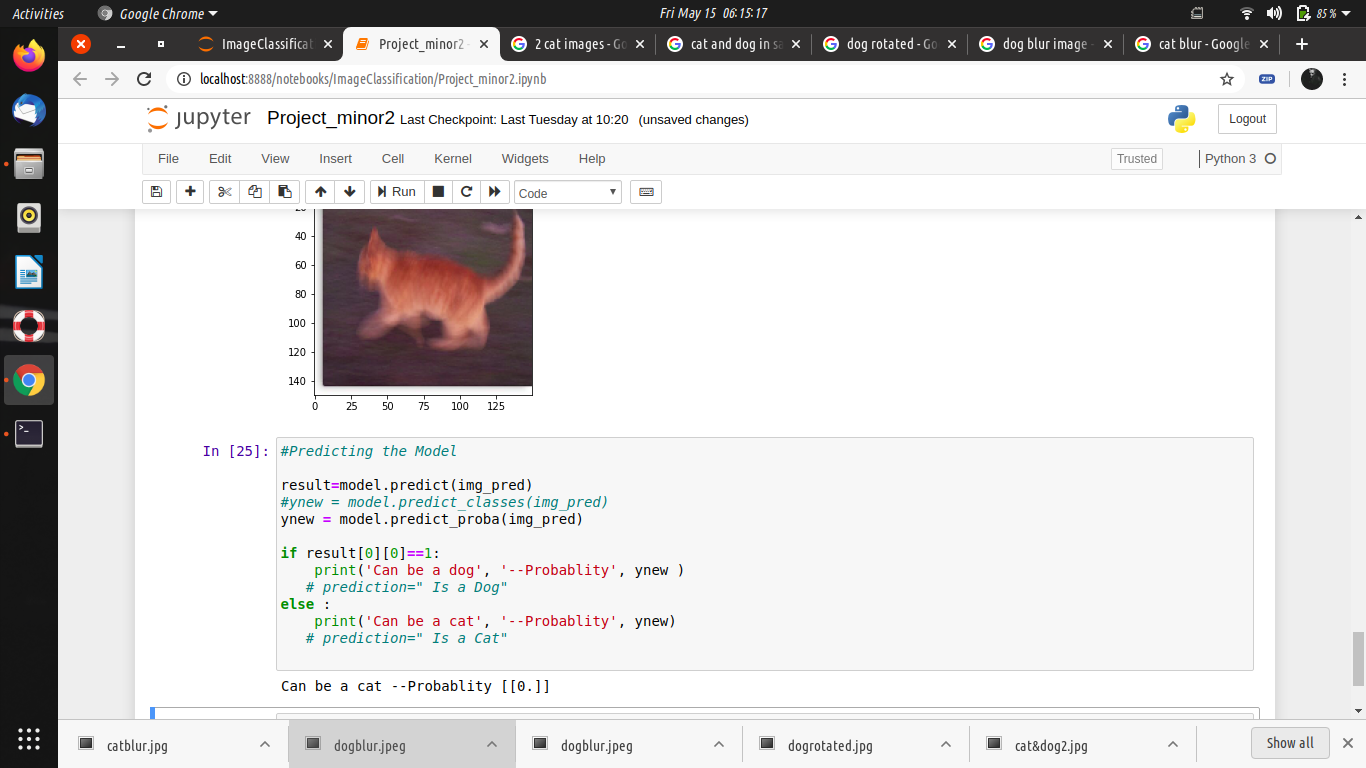 Activities Google Chrome Fri May 15 06:15:17 85 %
ImageClassificat Project_minor2 - 2 cat images - Go cat and dog in sa dog rotated - Go dog blur image - cat blur - Google
localhost:8888/notebooks/ImageClassification/Project_minor2.ipynb ZIP
jupyter Project_minor2 Last Checkpoint: Last Tuesday at 10:20 (unsaved changes) Logout
File Edit View Insert Cell Kernel Widgets Help Trusted Python 3
Run Code
20
40
60
80
100
120
140
0 25 50 75 100 125
In [25]: #Predicting the Model
result=model.predict(img_pred)
#ynew = model.predict_classes(img_pred)
ynew = model.predict_proba(img_pred)
if result[0][0]==1:
print('Can be a dog', '--Probablity', ynew )
# prediction=" Is a Dog"
else :
print('Can be a cat', '--Probablity', ynew)
# prediction=" Is a Cat"
Can be a cat --Probablity [[0.]]
catblur.jpg dogblur.jpeg dogblur.jpeg dogrotated.jpg cat&dog2.jpg Show all